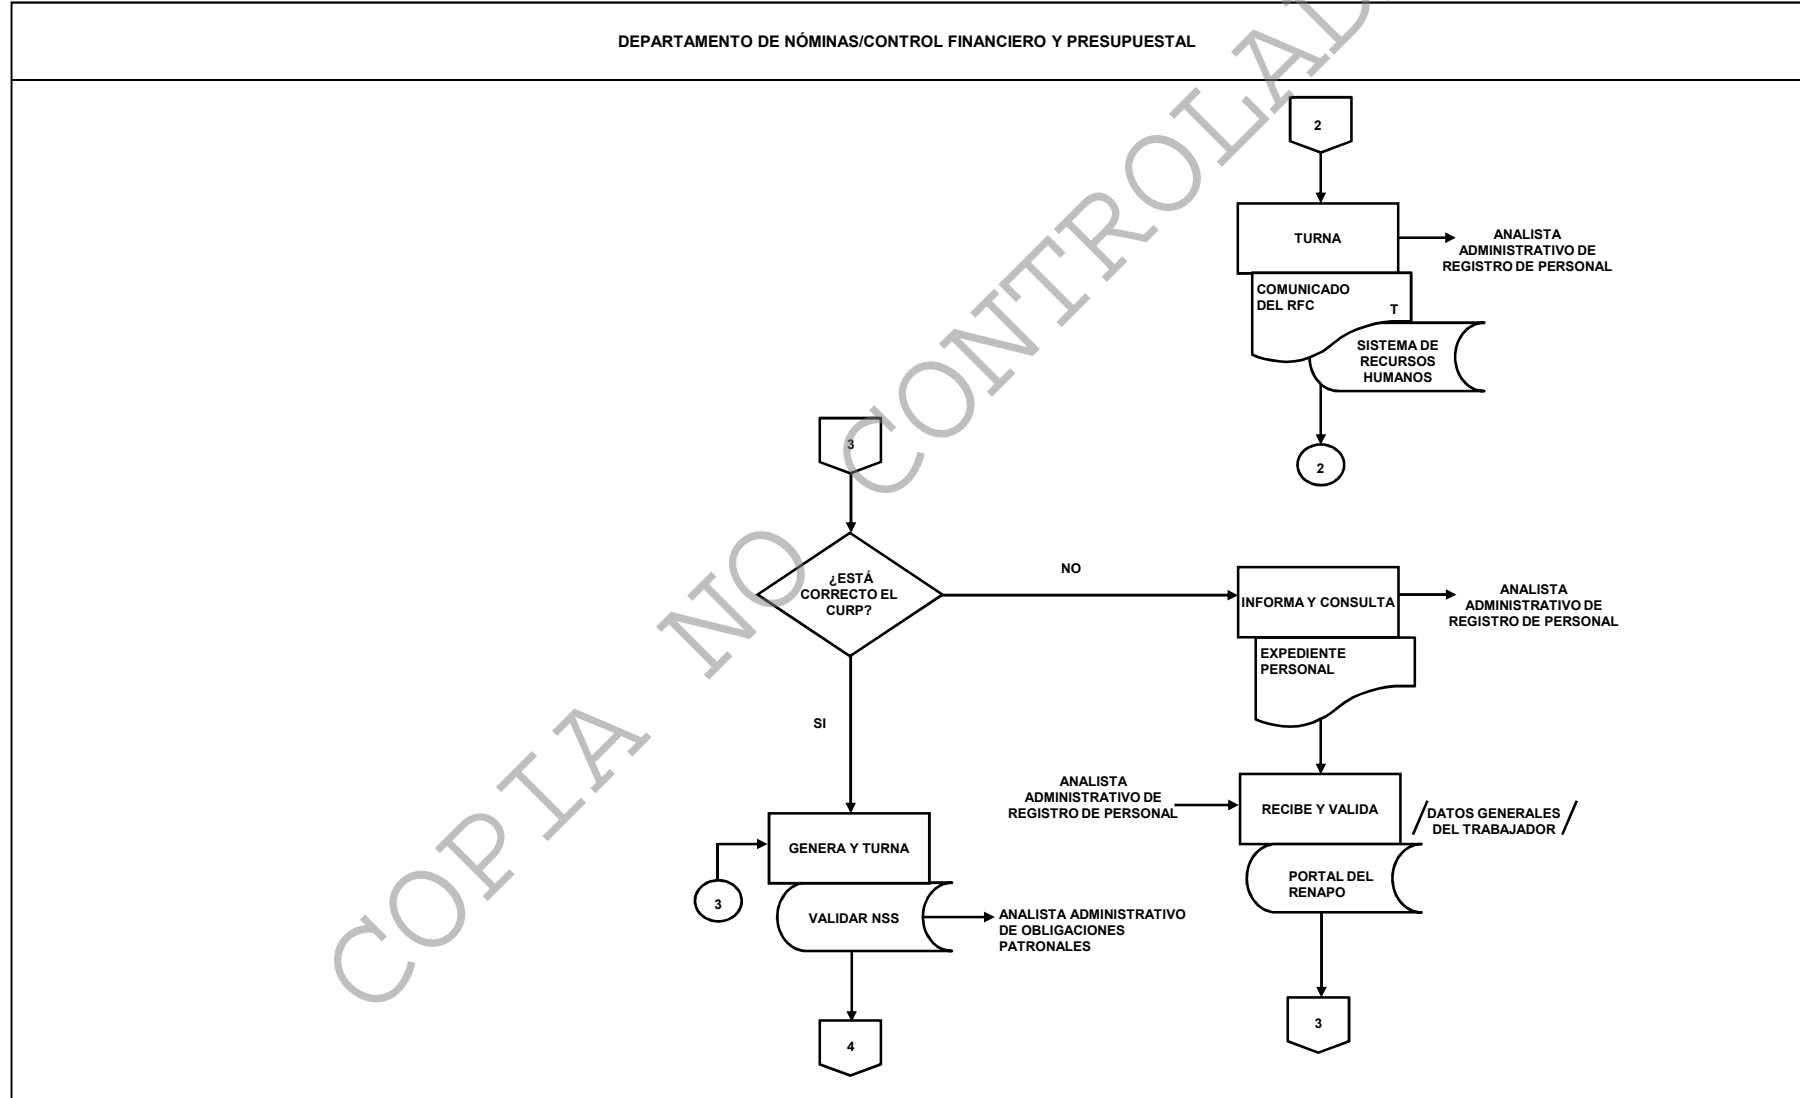 DEPARTAMENTO DE NÓMINAS/CONTROL FINANCIERO Y PRESUPUESTAL
2
TURNA
ANALISTA
ADMINISTRATIVO DE
REGISTRO DE PERSONAL
COMUNICADO
DEL RFC
T
SISTEMA DE
RECURSOS
HUMANOS
2
3
¿ESTÁ
CORRECTO EL
CURP?
NO
INFORMA Y CONSULTA
ANALISTA
ADMINISTRATIVO DE
REGISTRO DE PERSONAL
EXPEDIENTE
PERSONAL
SI
ANALISTA
ADMINISTRATIVO DE
REGISTRO DE PERSONAL
RECIBE Y VALIDA
DATOS GENERALES
DEL TRABAJADOR
PORTAL DEL
RENAPO
3
GENERA Y TURNA
3
VALIDAR NSS
ANALISTA ADMINISTRATIVO
DE OBLIGACIONES
PATRONALES
4
COPIA NO CONTROLAD